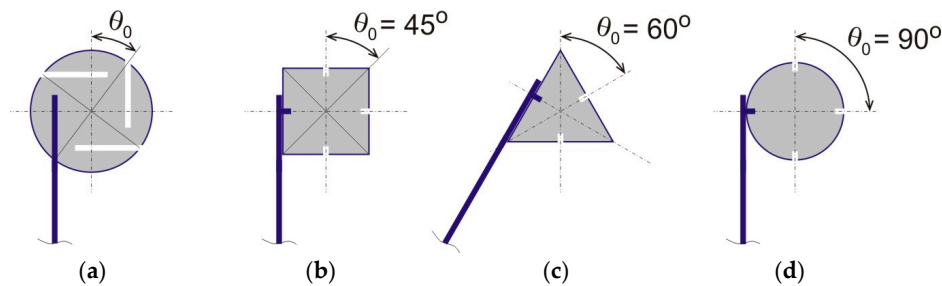 θ₀
θ₀ = 45º
θ₀ = 60º
θ₀ = 90º
(a)
(b)
(c)
(d)